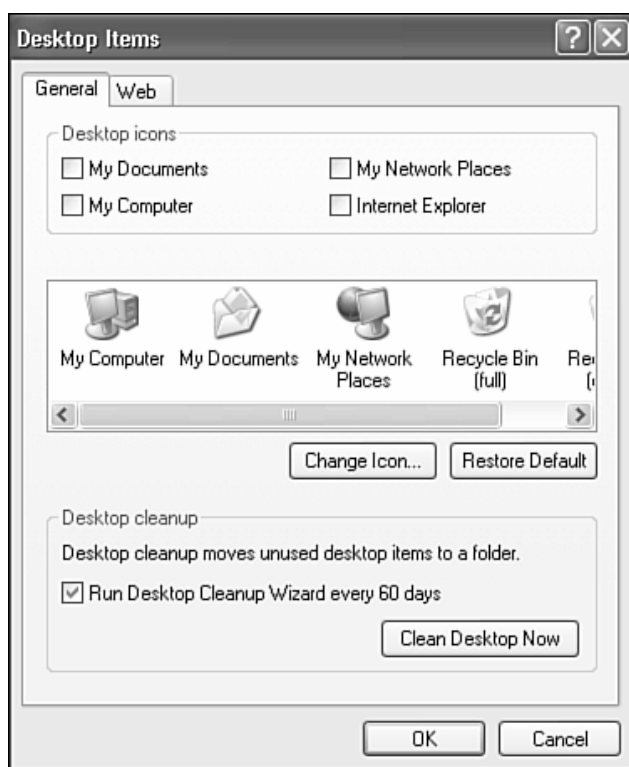 Desktop Items
General Web
Desktop icons
My Documents My Network Places
My Computer Internet Explorer
My Computer My Documents My Network Recycle Bin
Places (full)
Change Icon... Restore Default
Desktop cleanup
Desktop cleanup moves unused desktop items to a folder.
Run Desktop Cleanup Wizard every 60 days
Clean Desktop Now
OK Cancel